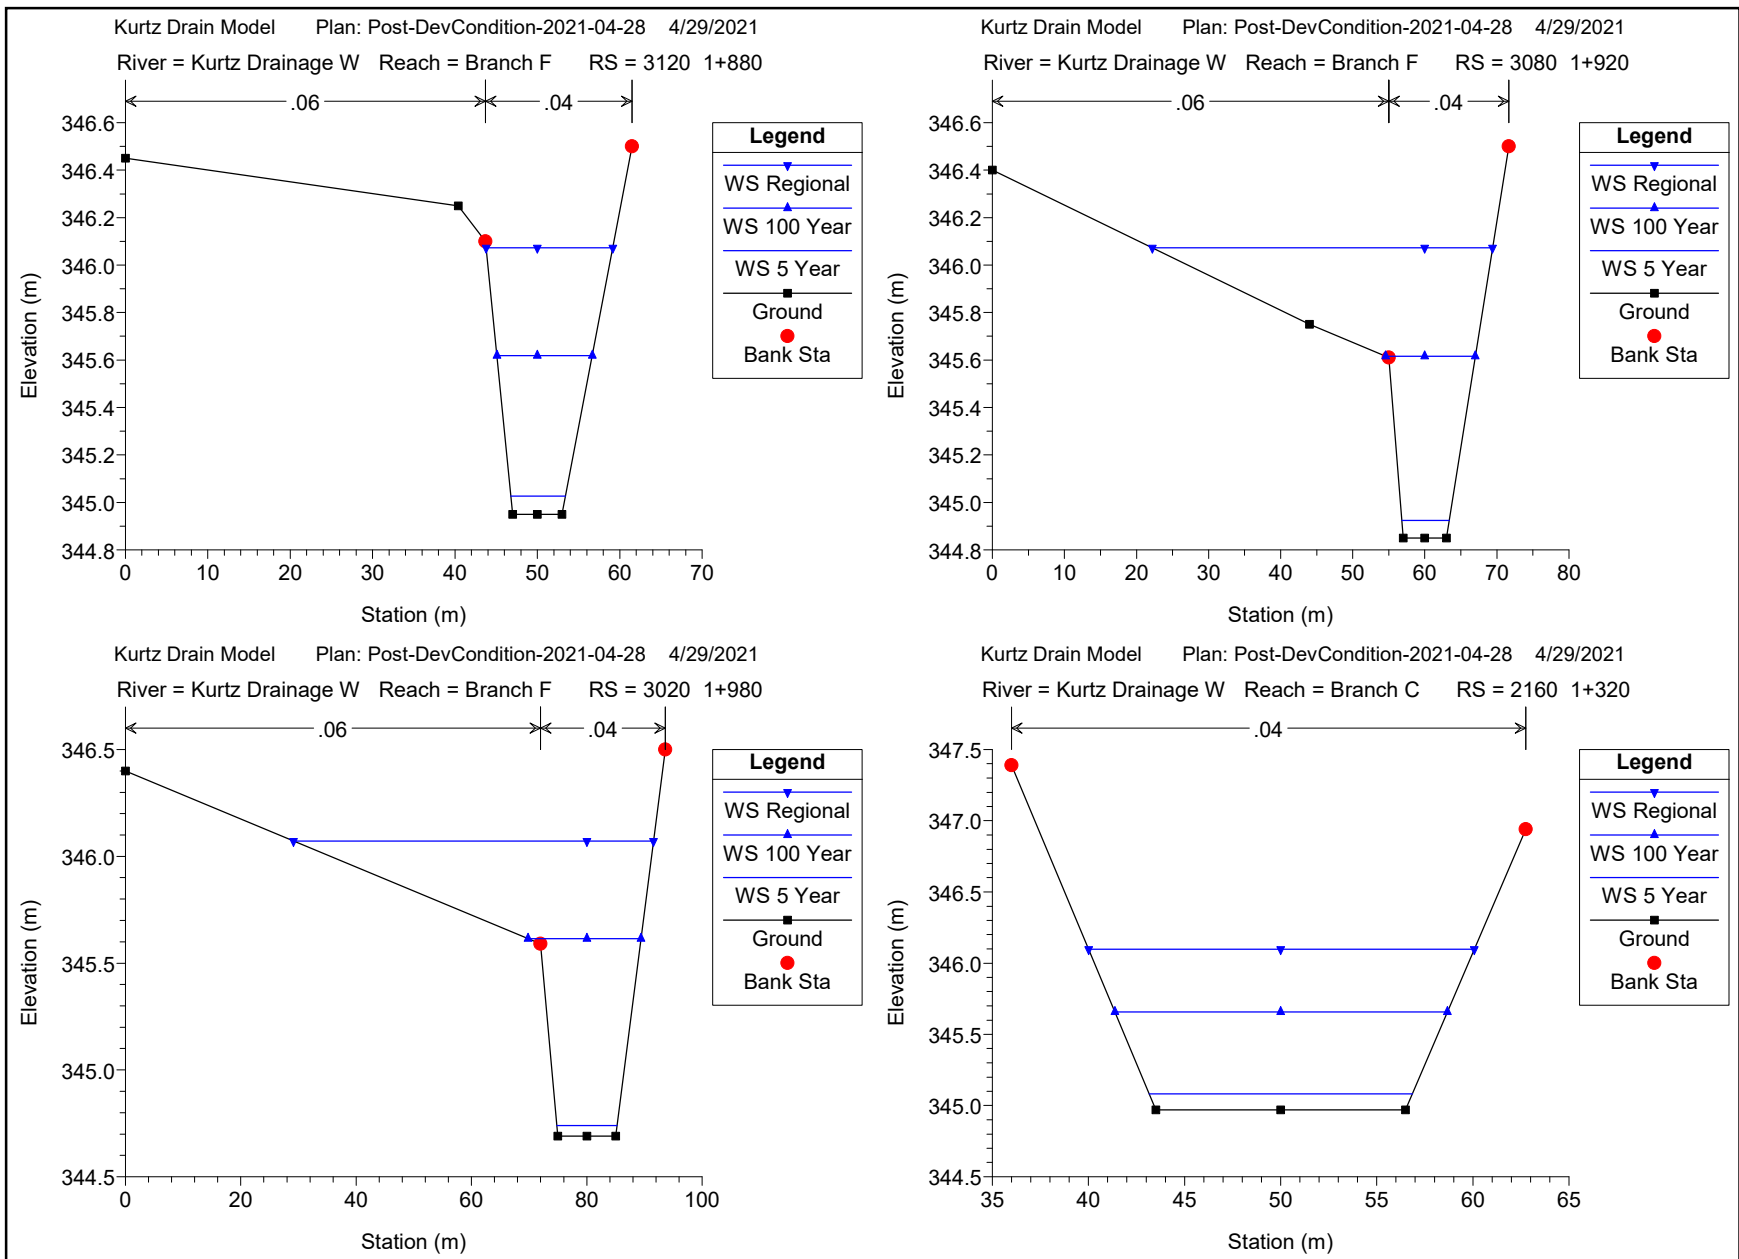 Kurtz Drain Model Plan: Post-DevCondition-2021-04-28 4/29/2021
River = Kurtz Drainage W Reach = Branch F RS = 3120 1+880
.06 .04
346.6
346.4
346.2
346.0
345.8
345.6
345.4
345.2
345.0
344.8
Elevation (m)
0 10 20 30 40 50 60 70
Station (m)
Legend
WS Regional
WS 100 Year
WS 5 Year
Ground
Bank Sta
Kurtz Drain Model Plan: Post-DevCondition-2021-04-28 4/29/2021
River = Kurtz Drainage W Reach = Branch F RS = 3080 1+920
.06 .04
346.6
346.4
346.2
346.0
345.8
345.6
345.4
345.2
345.0
344.8
Elevation (m)
0 10 20 30 40 50 60 70 80
Station (m)
Legend
WS Regional
WS 100 Year
WS 5 Year
Ground
Bank Sta
Kurtz Drain Model Plan: Post-DevCondition-2021-04-28 4/29/2021
River = Kurtz Drainage W Reach = Branch F RS = 3020 1+980
.06 .04
346.5
346.0
345.5
345.0
344.5
Elevation (m)
0 20 40 60 80 100
Station (m)
Legend
WS Regional
WS 100 Year
WS 5 Year
Ground
Bank Sta
Kurtz Drain Model Plan: Post-DevCondition-2021-04-28 4/29/2021
River = Kurtz Drainage W Reach = Branch C RS = 2160 1+320
.04
347.5
347.0
346.5
346.0
345.5
345.0
344.5
Elevation (m)
35 40 45 50 55 60 65
Station (m)
Legend
WS Regional
WS 100 Year
WS 5 Year
Ground
Bank Sta